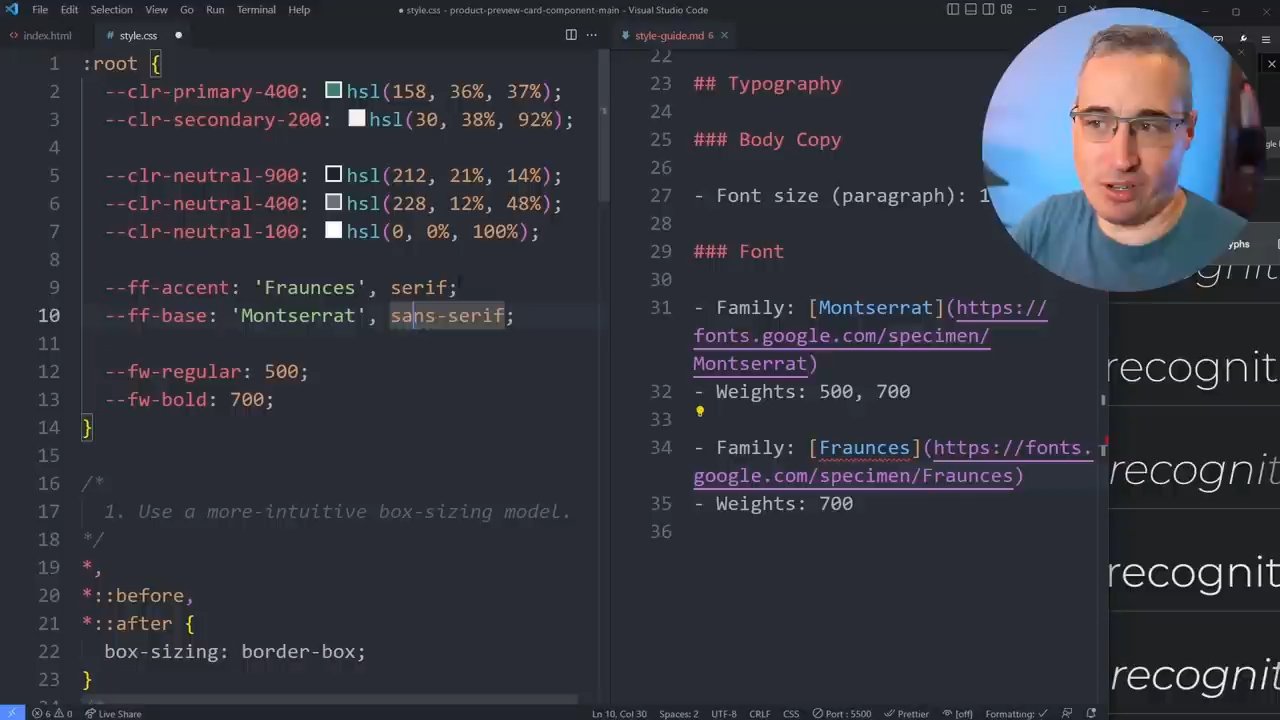 File Edit Selection View Go Run Terminal Help
● style.css - product-preview-card-component-main - Visual Studio Code
index.html
style.css ●
style-guide.md 6 ×
1 :root {
2 --clr-primary-400: hsl(158, 36%, 37%);
3 --clr-secondary-200: hsl(30, 38%, 92%);
4
5 --clr-neutral-900: hsl(212, 21%, 14%);
6 --clr-neutral-400: hsl(228, 12%, 48%);
7 --clr-neutral-100: hsl(0, 0%, 100%);
8
9 --ff-accent: 'Fraunces', serif;
10 --ff-base: 'Montserrat', sans-serif;
11
12 --fw-regular: 500;
13 --fw-bold: 700;
14 }
15
16 /*
17 1. Use a more-intuitive box-sizing model.
18 */
19 *,
20 *::before,
21 *::after {
22 box-sizing: border-box;
23 }
22
23 ## Typography
24
25 ### Body Copy
26
27 - Font size (paragraph): 1
28
29 ### Font
30
31 - Family: [Montserrat](https://
fonts.google.com/specimen/
Montserrat)
32 - Weights: 500, 700
33
34 - Family: [Fraunces](https://fonts.
google.com/specimen/Fraunces)
35 - Weights: 700
36
yphs
recognit
recognit
recognit
recognit
recognit
6 0 Live Share
Ln 10, Col 30 Spaces: 2 UTF-8 CRLF CSS Port : 5500 Prettier [off] Formatting: ✓